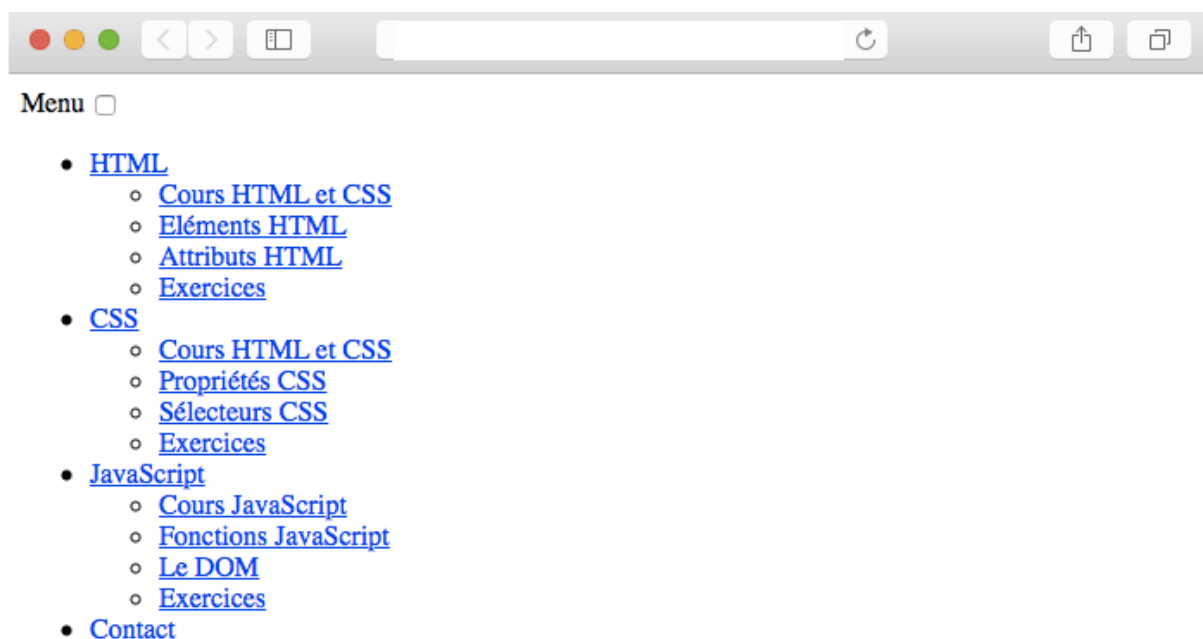 Menu
HTML
Cours HTML et CSS
Eléments HTML
Attributs HTML
Exercices
CSS
Cours HTML et CSS
Propriétés CSS
Sélecteurs CSS
Exercices
JavaScript
Cours JavaScript
Fonctions JavaScript
Le DOM
Exercices
Contact